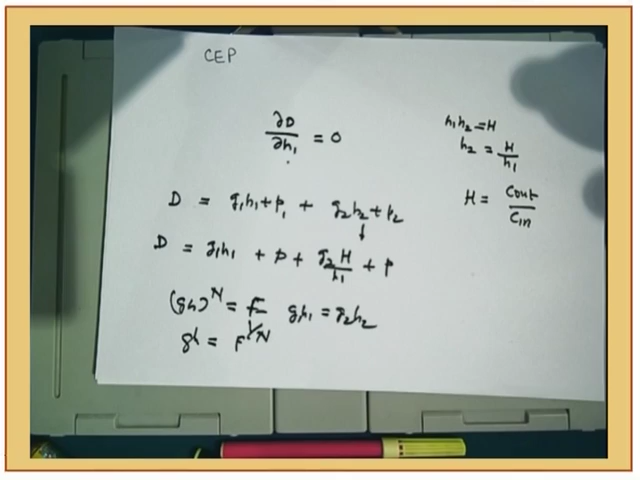 CEP
∂D/∂h₁ = 0
h₁h₂ = H
h₂ = H/h₁
H = Cout/Cin
D = g₁h₁ + p₁ + g₂h₂ + p₂
↓
D = g₁h₁ + p + g₂H/h₁ + p
(gh)^N = F g₁h₁ = g₂h₂
gh = F^1/N